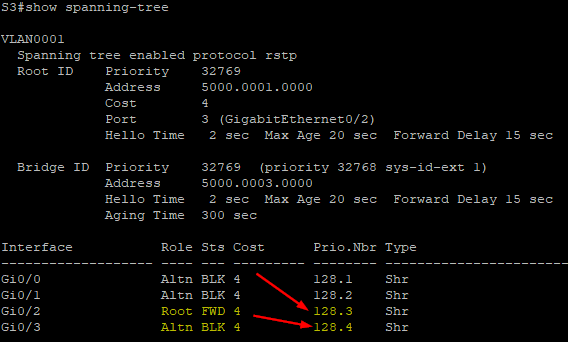 S3#show spanning-tree
VLAN0001
  Spanning tree enabled protocol rstp
  Root ID    Priority    32769
             Address     5000.0001.0000
             Cost        4
             Port        3 (GigabitEthernet0/2)
             Hello Time   2 sec  Max Age 20 sec  Forward Delay 15 sec
  Bridge ID  Priority    32769  (priority 32768 sys-id-ext 1)
             Address     5000.0003.0000
             Hello Time   2 sec  Max Age 20 sec  Forward Delay 15 sec
             Aging Time  300 sec
Interface           Role Sts Cost      Prio.Nbr Type
------------------- ---- --- --------- -------- --------------------------------
Gi0/0               Altn BLK 4         128.1    Shr
Gi0/1               Altn BLK 4         128.2    Shr
Gi0/2               Root FWD 4         128.3    Shr
Gi0/3               Altn BLK 4         128.4    Shr